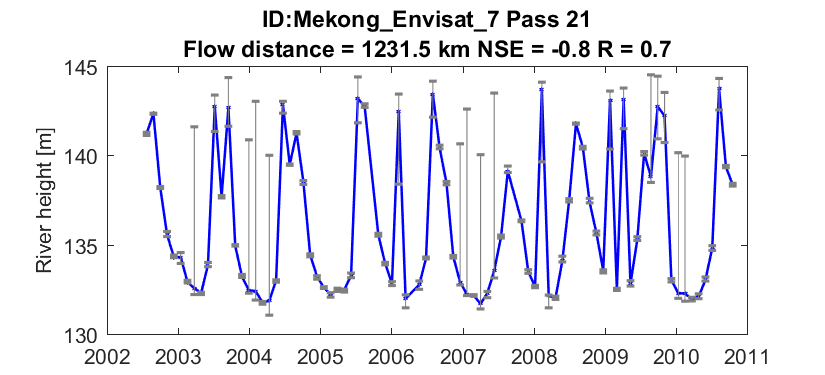 ID:Mekong_Envisat_7 Pass 21
Flow distance = 1231.5 km NSE = -0.8 R = 0.7
River height [m]
145
140
135
130
2002 2003 2004 2005 2006 2007 2008 2009 2010 2011